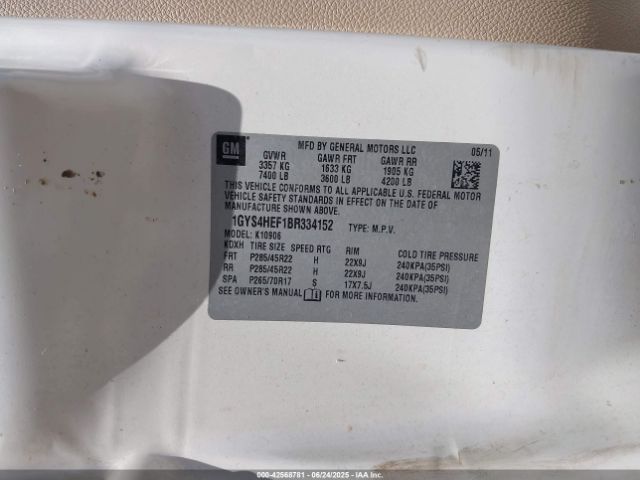 GM
MFD BY GENERAL MOTORS LLC 05/11
GVWR GAWR FRT GAWR RR
3357 KG 1633 KG 1905 KG
7400 LB 3600 LB 4200 LB
THIS VEHICLE CONFORMS TO ALL APPLICABLE U.S. FEDERAL MOTOR
VEHICLE SAFETY STANDARDS IN EFFECT ON THE DATE OF
MANUFACTURE SHOWN ABOVE.
1GYS4HEF1BR334152 TYPE: M.P.V.
MODEL: K10906
KDXH TIRE SIZE SPEED RTG RIM COLD TIRE PRESSURE
FRT P285/45R22 H 22X9J 240KPA(35PSI)
RR P285/45R22 H 22X9J 240KPA(35PSI)
SPA P265/70R17 S 17X7.5J 240KPA(35PSI)
SEE OWNER'S MANUAL FOR MORE INFORMATION.
000-42568781 - 06/24/2025 - IAA Inc.